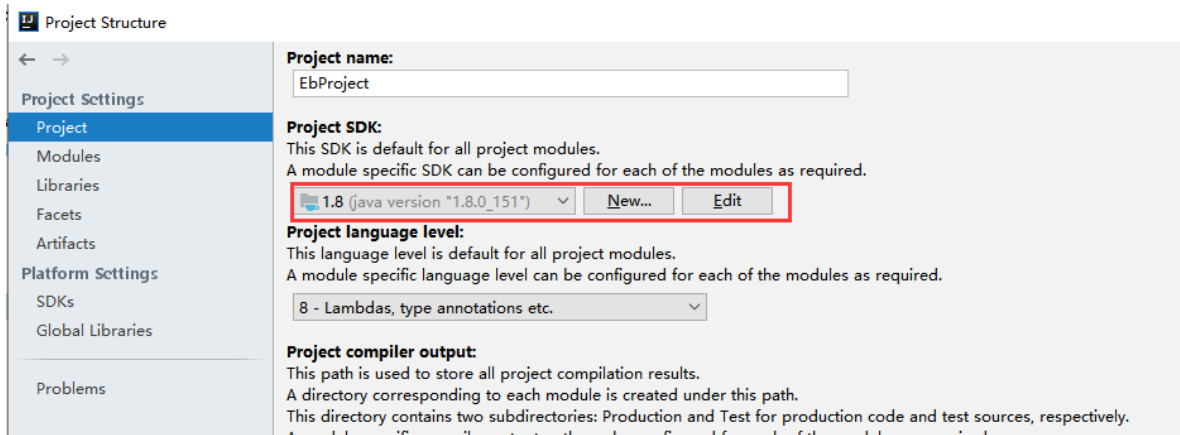 Project Structure
Project Settings
Project
Modules
Libraries
Facets
Artifacts
Platform Settings
SDKs
Global Libraries
Problems
Project name:
EbProject
Project SDK:
This SDK is default for all project modules.
A module specific SDK can be configured for each of the modules as required.
1.8 (java version "1.8.0_151") New... Edit
Project language level:
This language level is default for all project modules.
A module specific language level can be configured for each of the modules as required.
8 - Lambdas, type annotations etc.
Project compiler output:
This path is used to store all project compilation results.
A directory corresponding to each module is created under this path.
This directory contains two subdirectories: Production and Test for production code and test sources, respectively.